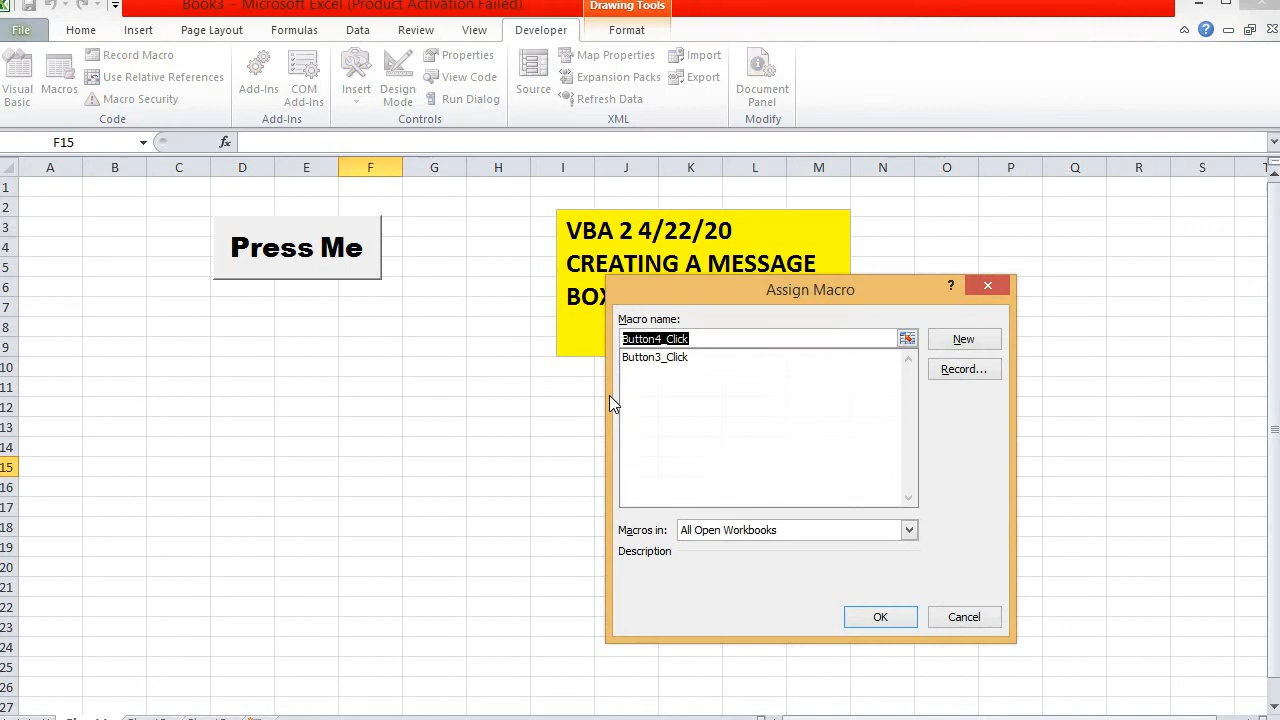 Book3 - Microsoft Excel (Product Activation Failed)
Drawing Tools
File Home Insert Page Layout Formulas Data Review View Developer Format
Visual Basic
Macros
Record Macro
Use Relative References
Macro Security
Code
Add-Ins
COM Add-Ins
Add-Ins
Insert
Design Mode
Properties
View Code
Run Dialog
Controls
Source
Map Properties
Expansion Packs
Refresh Data
Import
Export
XML
Document Panel
Modify
F15
fx
A B C D E F G H I J K L M N O P Q R S T
1
2
3
4
5
6
7
8
9
10
11
12
13
14
15
16
17
18
19
20
21
22
23
24
25
26
27
Press Me
VBA 2 4/22/20
CREATING A MESSAGE
BOX
Assign Macro
?
Macro name:
Button4_Click
New
Button3_Click
Record...
Macros in: All Open Workbooks
Description
OK Cancel